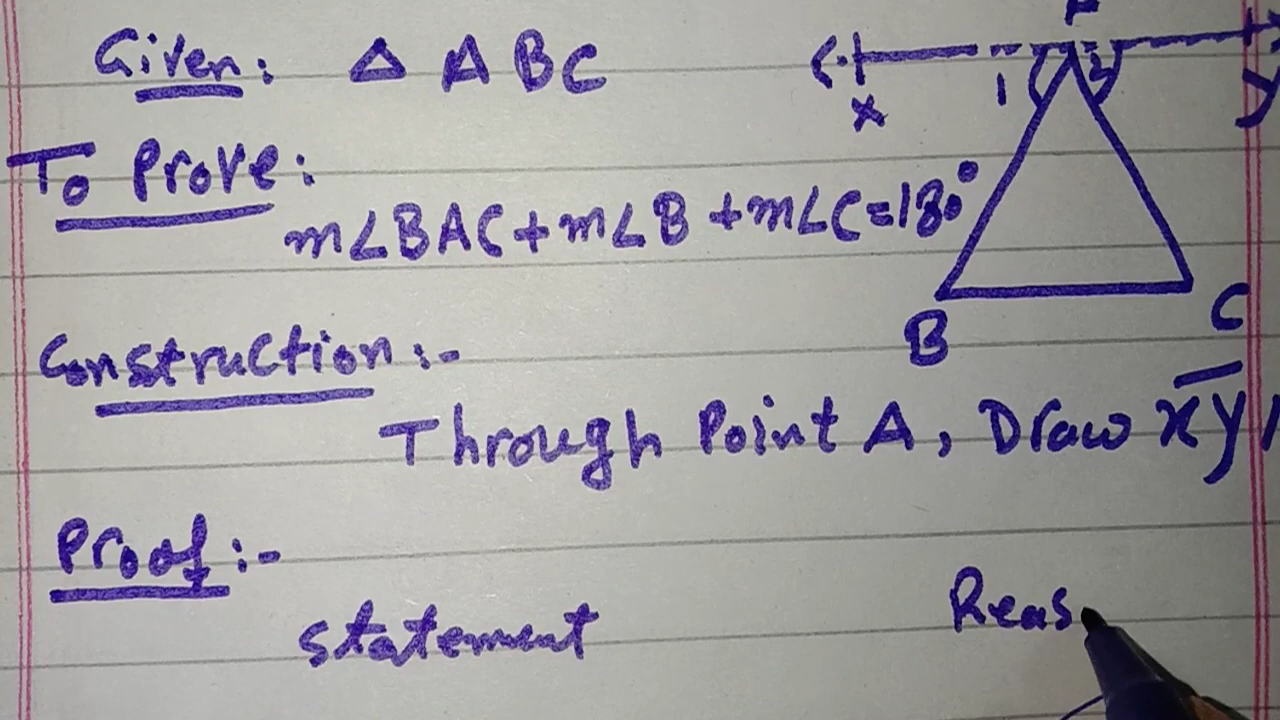 Given: △ ABC
To Prove:
m∠BAC+m∠B+m∠C=180°
Construction:-
Through Point A, Draw xy
Proof:-
statement Reas
1 2
x y
B C